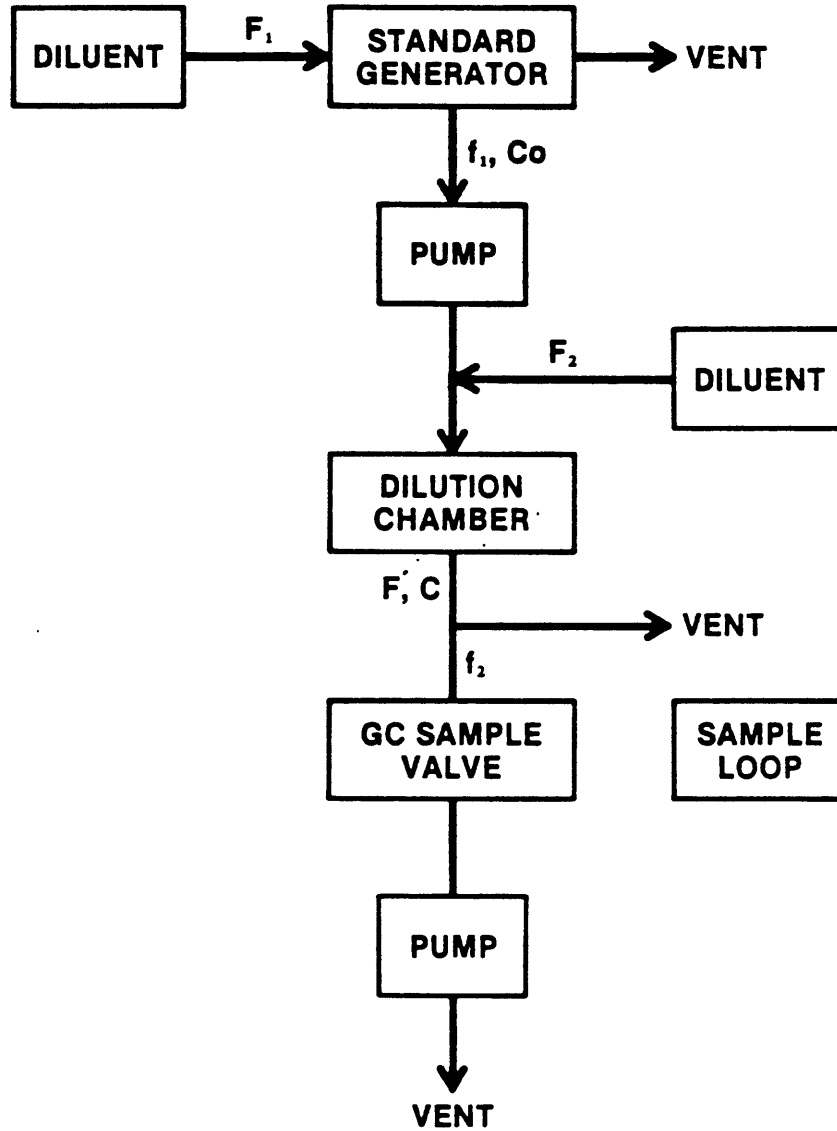 DILUENT
F₁
STANDARD
GENERATOR
VENT
f₁, Co
PUMP
F₂
DILUENT
DILUTION
CHAMBER
F, C
VENT
f₂
GC SAMPLE
VALVE
SAMPLE
LOOP
PUMP
VENT